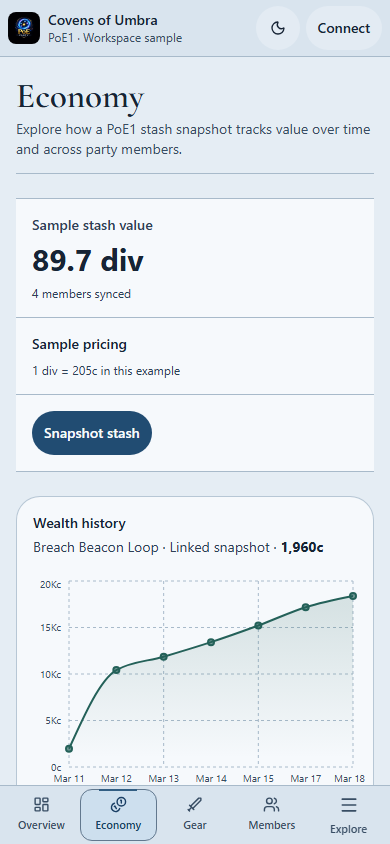 Covens of Umbra
PoE1 · Workspace sample
Connect
Economy
Explore how a PoE1 stash snapshot tracks value over time
and across party members.
Sample stash value
89.7 div
4 members synced
Sample pricing
1 div = 205c in this example
Snapshot stash
Wealth history
Breach Beacon Loop · Linked snapshot · 1,960c
20Kc
15Kc
10Kc
5Kc
0c
Mar 11 Mar 12 Mar 13 Mar 14 Mar 15 Mar 17 Mar 18
Overview Economy Gear Members Explore